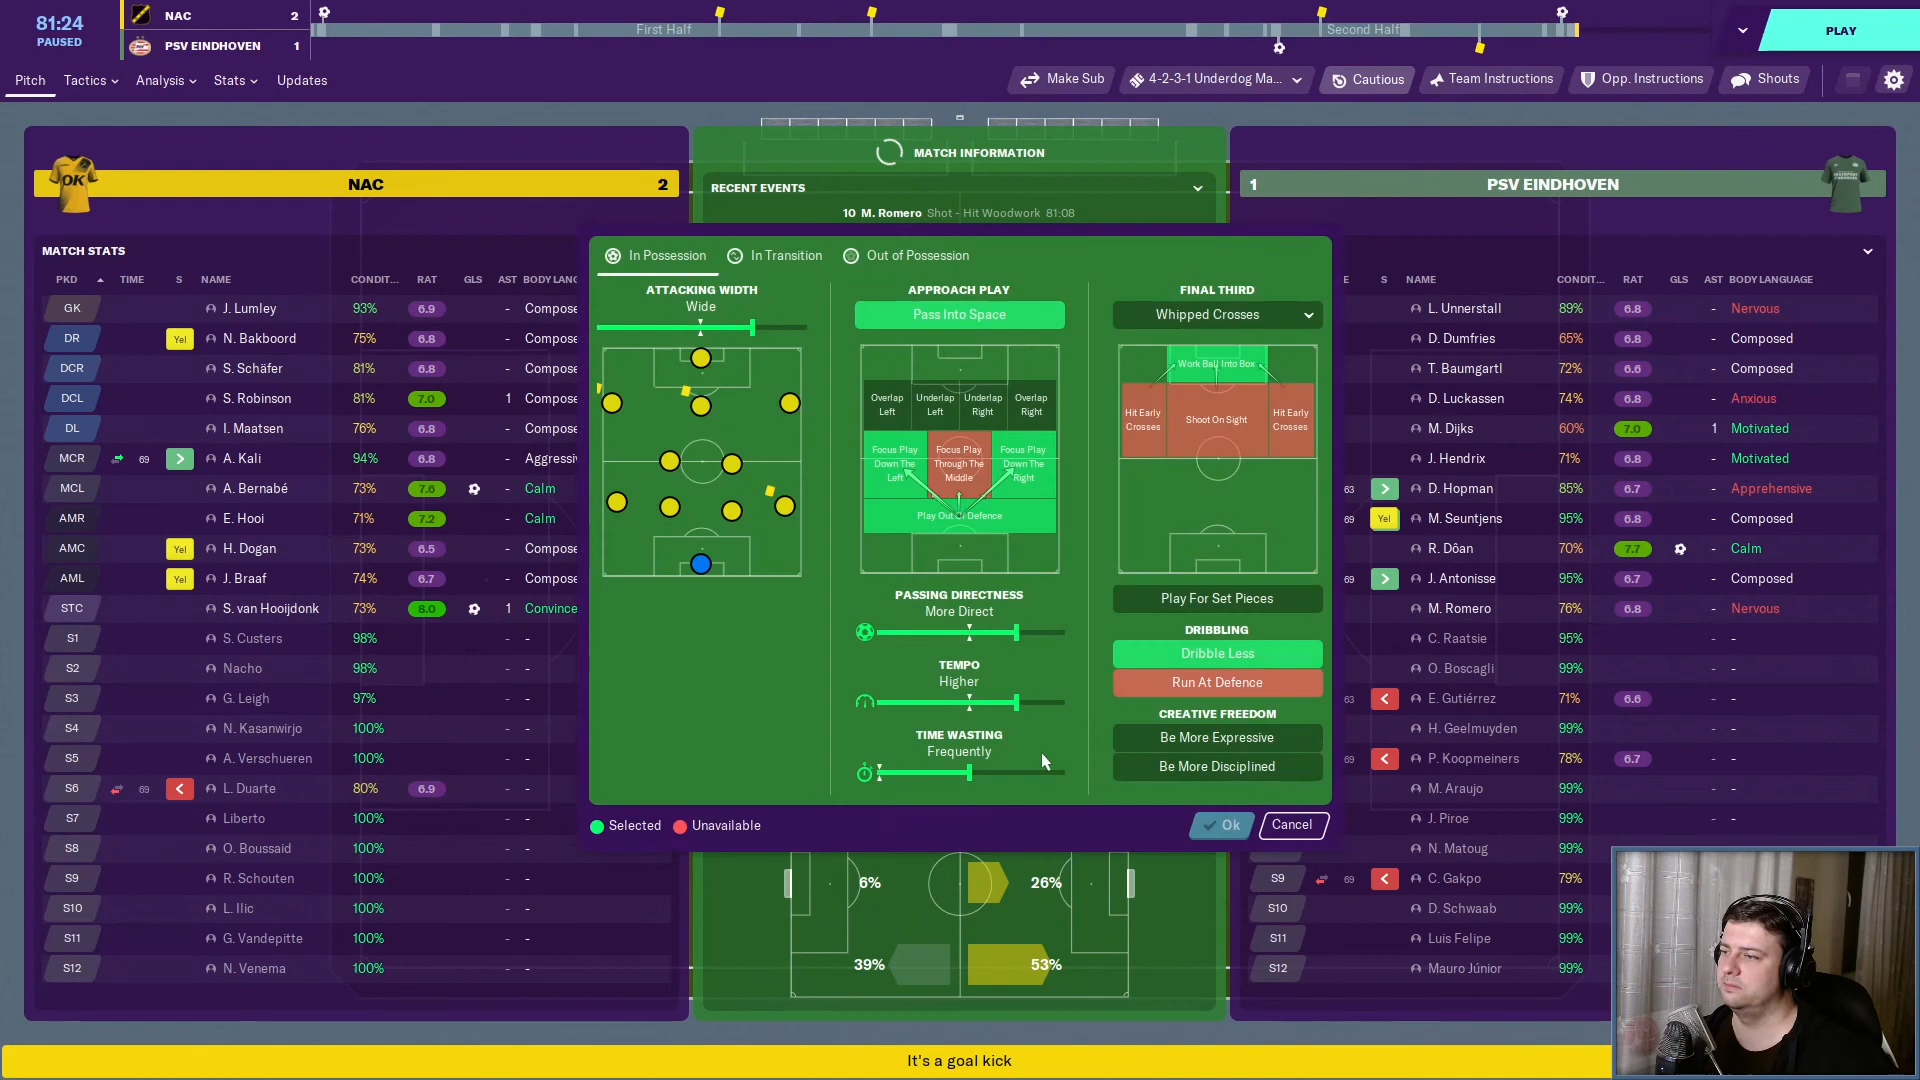 81:24
PAUSED
NAC 2
PSV EINDHOVEN 1
First Half
Second Half
PLAY
Pitch
Tactics
Analysis
Stats
Updates
Make Sub
4-2-3-1 Underdog Ma...
Cautious
Team Instructions
Opp. Instructions
Shouts
OK
NAC 2
MATCH INFORMATION
RECENT EVENTS
10 M. Romero Shot - Hit Woodwork 81:08
1 PSV EINDHOVEN
MATCH STATS
PKD TIME S NAME CONDIT... RAT GLS AST BODY LANG
GK J. Lumley 93% 6.9 -  Compose
DR Yel N. Bakboord 75% 6.8 - Compose
DCR S. Schäfer 81% 6.8 - Compose
DCL S. Robinson 81% 7.0 1 Compose
DL I. Maatsen 76% 6.8 - Compose
MCR 69 A. Kali 94% 6.8 - Aggressiv
MCL A. Bernabé 73% 7.6 - Calm
AMR E. Hooi 71% 7.2 - Calm
AMC Yel H. Dogan 73% 6.5 - Compose
AML Yel J. Braaf 74% 6.7 - Compose
STC S. van Hooijdonk 73% 8.0 1 Convince
S1 S. Custers 98% - -
S2 Nacho 98% - -
S3 G. Leigh 97% - -
S4 N. Kasanwirjo 100% - -
S5 A. Verschueren 100% - -
S6 69 L. Duarte 80% 6.9 - -
S7 Liberto 100% - -
S8 O. Boussaid 100% - -
S9 R. Schouten 100% - -
S10 L. Ilic 100% - -
S11 G. Vandepitte 100% - -
S12 N. Venema 100% - -
In Possession
In Transition
Out of Possession
ATTACKING WIDTH
Wide
APPROACH PLAY
Pass Into Space
Overlap Left
Underlap Left
Underlap Right
Overlap Right
Focus Play Down The Left
Focus Play Through The Middle
Focus Play Down The Right
Play Out Of Defence
PASSING DIRECTNESS
More Direct
TEMPO
Higher
TIME WASTING
Frequently
FINAL THIRD
Whipped Crosses
Work Ball Into Box
Hit Early Crosses
Shoot On Sight
Hit Early Crosses
Play For Set Pieces
DRIBBLING
Dribble Less
Run At Defence
CREATIVE FREEDOM
Be More Expressive
Be More Disciplined
Selected
Unavailable
Ok
Cancel
6% 26%
39% 53%
E S NAME CONDIT... RAT GLS AST BODY LANGUAGE
L. Unnerstall 89% 6.8 - Nervous
D. Dumfries 65% 6.8 - Composed
T. Baumgartl 72% 6.6 - Composed
D. Luckassen 74% 6.8 - Anxious
M. Dijks 60% 7.0 1 Motivated
J. Hendrix 71% 6.8 - Motivated
63 D. Hopman 85% 6.7 - Apprehensive
69 Yel M. Seuntjens 95% 6.8 - Composed
R. Dôan 70% 7.7 - Calm
69 J. Antonisse 95% 6.7 - Composed
M. Romero 76% 6.8 - Nervous
C. Raatsie 95% - -
O. Boscagli 99% - -
63 E. Gutiérrez 71% 6.6 - -
H. Geelmuyden 99% - -
69 P. Koopmeiners 78% 6.7 - -
M. Araujo 99% - -
J. Piroe 99% - -
N. Matoug 99%
S9 69 C. Gakpo 79%
S10 D. Schwaab 99%
S11 Luis Felipe 99%
S12 Mauro Júnior 99%
It's a goal kick